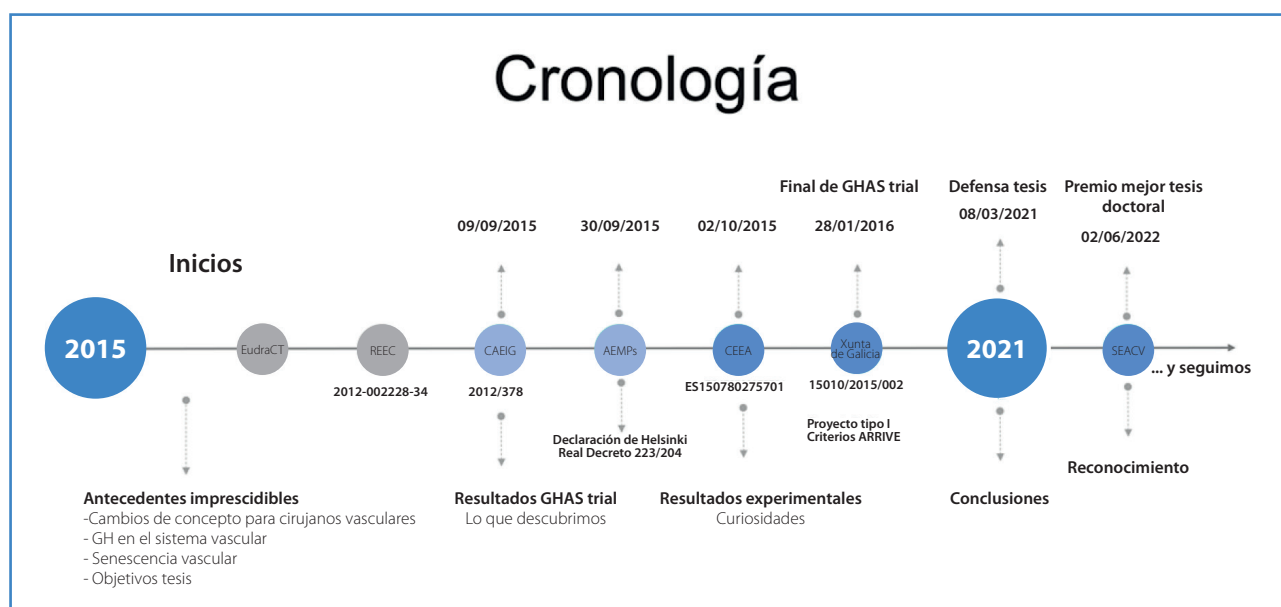 Cronología
Final de GHAS trial
Defensa tesis
Premio mejor tesis
doctoral
09/09/2015
30/09/2015
02/10/2015
28/01/2016
08/03/2021
02/06/2022
Inicios
2015
EudraCT
REEC
CAEIG
AEMPs
CEEA
Xunta
de Galicia
2021
SEACV
... y seguimos
2012-002228-34
2012/378
ES150780275701
15010/2015/002
Declaración de Helsinki
Real Decreto 223/204
Proyecto tipo I
Criterios ARRIVE
Reconocimiento
Antecedentes imprescidibles
-Cambios de concepto para cirujanos vasculares
- GH en el sistema vascular
- Senescencia vascular
- Objetivos tesis
Resultados GHAS trial
Lo que descubrimos
Resultados experimentales
Curiosidades
Conclusiones